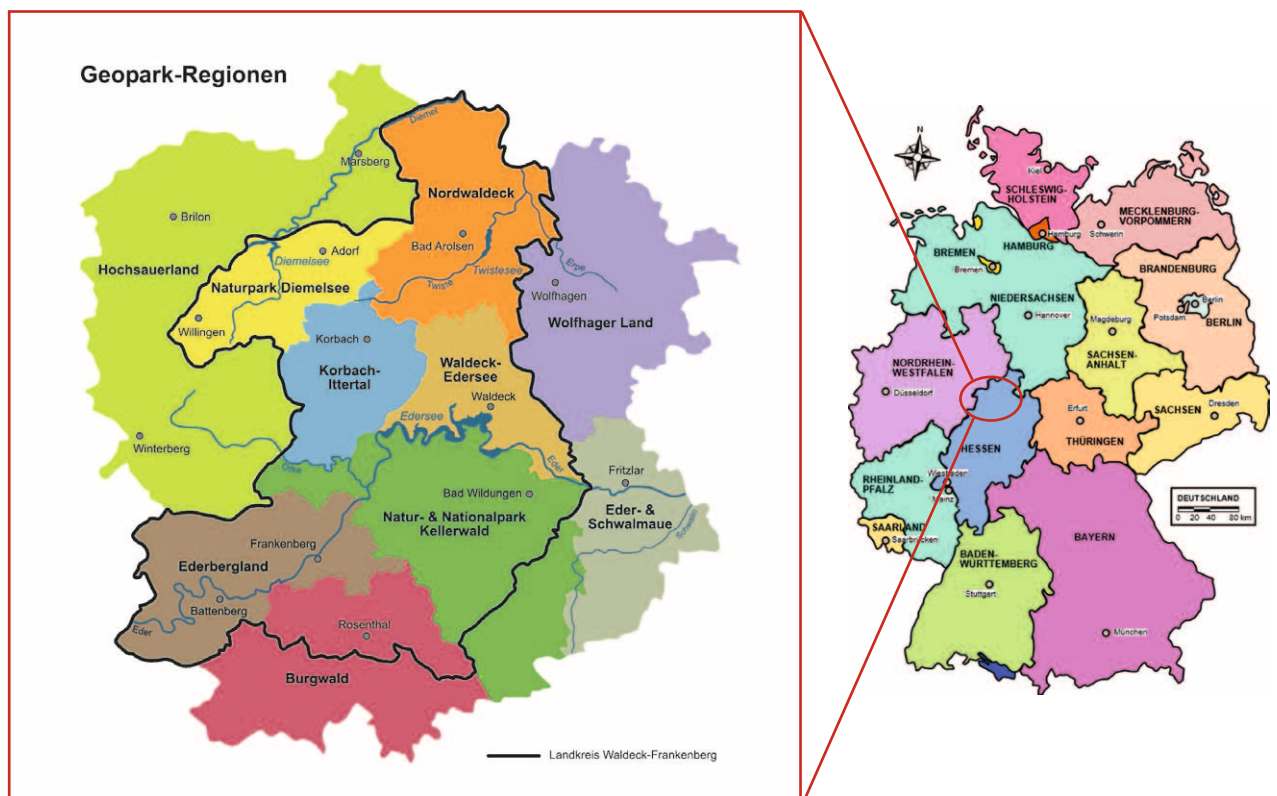 Geopark-Regionen
Diemel
Marsberg
Nordwaldeck
Brilon
Bad Arolsen
Adorf
Diemelsee
Hochsauerland
Twistesee
Erpe
Naturpark Diemelsee
Twiste
Wolfhagen
Willingen
Wolfhager Land
Korbach
Korbach-
Ittertal
Waldeck-
Edersee
Waldeck
Edersee
Winterberg
Orke
Eder
Fritzlar
Bad Wildungen
Natur- & Nationalpark
Kellerwald
Eder- &
Schwalmaue
Schwalm
Frankenberg
Ederbergland
Battenberg
Eder
Rosenthal
Burgwald
Landkreis Waldeck-Frankenberg
N
Kiel
SCHLESWIG-
HOLSTEIN
MECKLENBURG-
VORPOMMERN
Hamburg
Schwerin
HAMBURG
BREMEN
Bremen
BRANDENBURG
NIEDERSACHSEN
Hannover
Magdeburg
Potsdam
Berlin
BERLIN
SACHSEN-
ANHALT
NORDRHEIN-
WESTFALEN
Düsseldorf
Erfurt
Dresden
SACHSEN
THÜRINGEN
HESSEN
Wiesbaden
Mainz
RHEINLAND-
PFALZ
DEUTSCHLAND
0 20 40 80 km
SAARLAND
Saarbrücken
BAYERN
BADEN-
WURTTEMBERG
Stuttgart
München